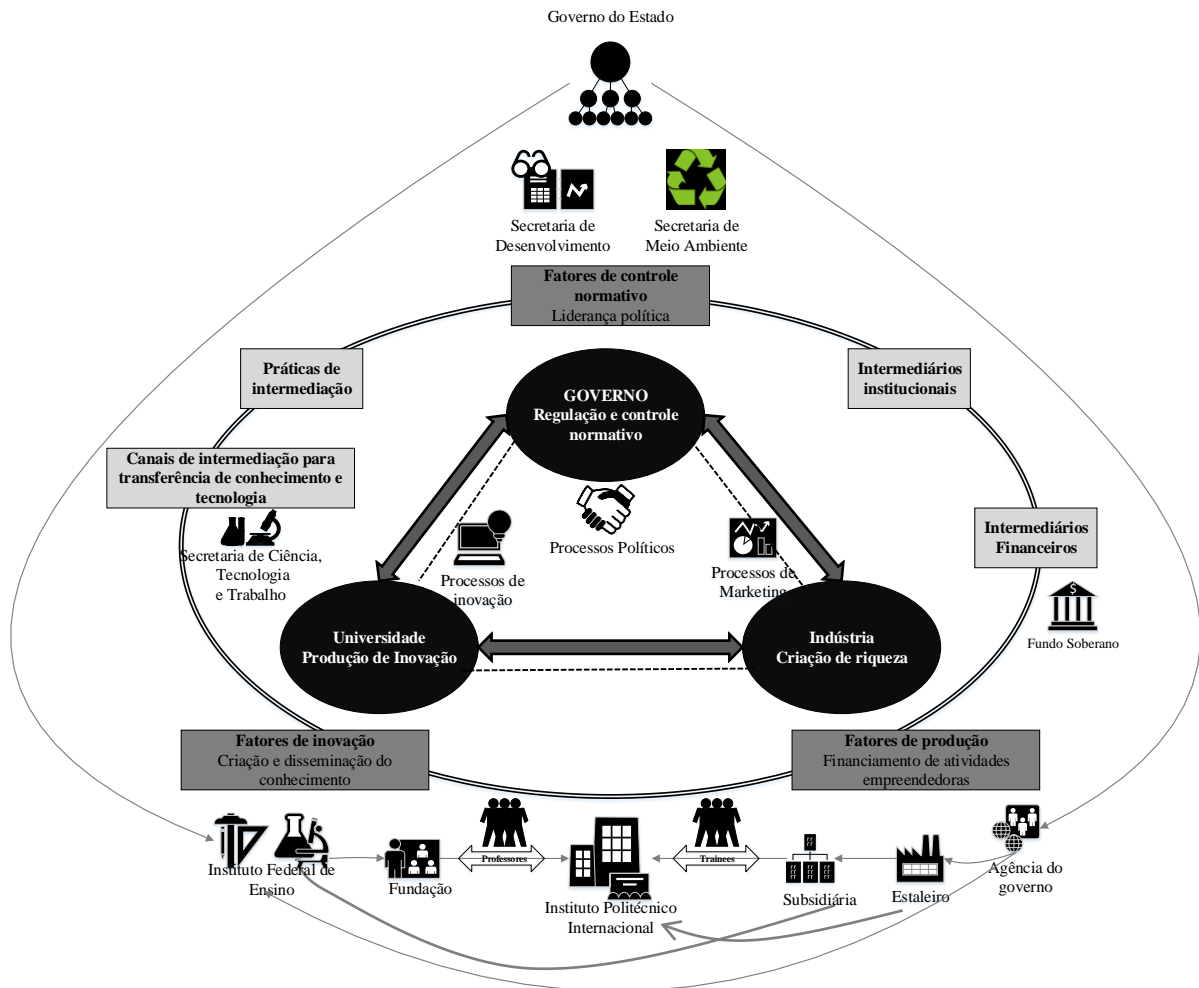 Governo do Estado
Secretaria de
Desenvolvimento
Secretaria de
Meio Ambiente
Fatores de controle
normativo
Liderança política
Práticas de
intermediação
Intermediários
institucionais
GOVERNO
Regulação e controle
normativo
Canais de intermediação para
transferência de conhecimento e
tecnologia
Secretaria de Ciência,
Tecnologia
e Trabalho
Processos de
inovação
Processos Políticos
Processos de
Marketing
Intermediários
Financeiros
$
Fundo Soberano
Universidade
Produção de Inovação
Indústria
Criação de riqueza
Fatores de inovação
Criação e disseminação do
conhecimento
Fatores de produção
Financiamento de atividades
empreendedoras
Instituto Federal de
Ensino
Fundação
Professores
Instituto Politécnico
Internacional
Trainees
Subsidiária
Estaleiro
Agência do
governo